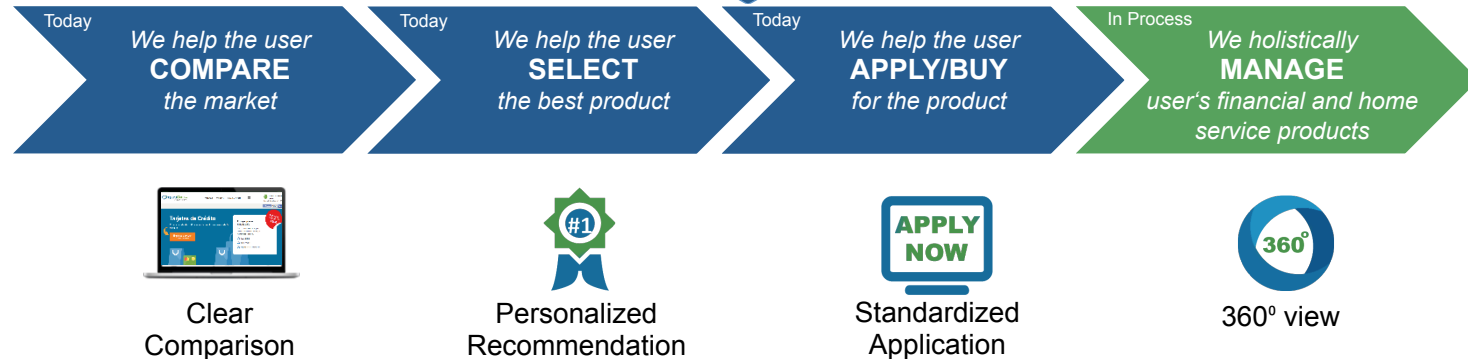 Today
We help the user
COMPARE
the market
Today
We help the user
SELECT
the best product
Today
We help the user
APPLY/BUY
for the product
In Process
We holistically
MANAGE
user‘s financial and home
service products
Tarjetas de Crédito
#1
APPLY
NOW
360°
Clear
Comparison
Personalized
Recommendation
Standardized
Application
360⁰ view